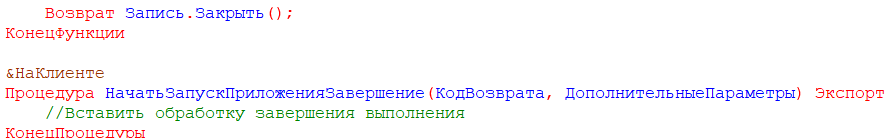 Возврат Запись.Закрыть();
КонецФункции
&НаКлиенте
Процедура НачатьЗапускПриложенияЗавершение(КодВозврата, ДополнительныеПараметры) Экспорт
//Вставить обработку завершения выполнения
КонецПроцедуры